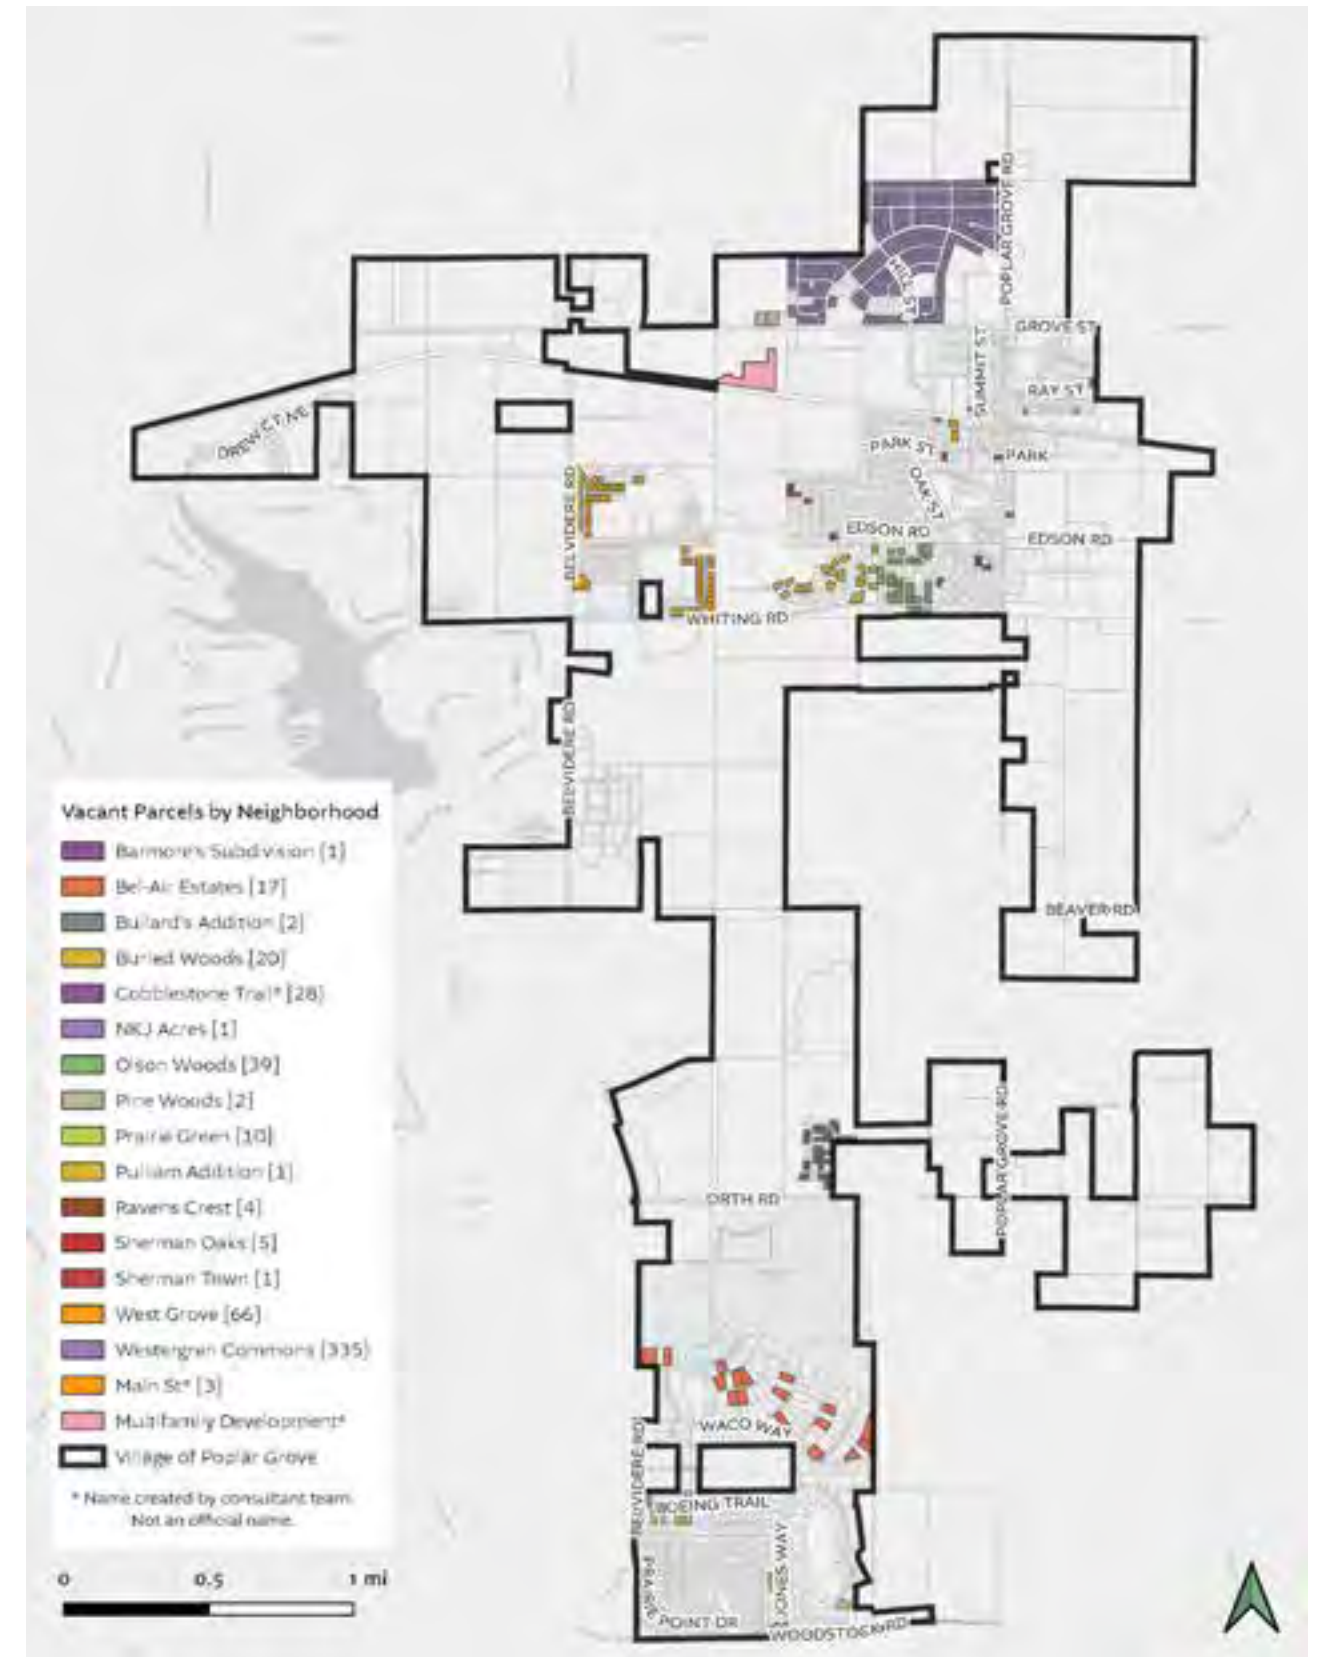 POPLAR GROVE RD
HILL ST
GROVE ST
SUMMIT ST
RAY ST
DREW CT NE
PARK ST
PARK
OAK ST
BELVIDERE RD
EDSON RD
EDSON RD
WHITING RD
BELVIDERE RD
Vacant Parcels by Neighborhood
Barmore's Subdivision [1]
Bel-Air Estates [17]
Bullard's Addition [2]
Buried Woods [20]
Cobblestone Trail* [28]
NKJ Acres [1]
Olson Woods [39]
Pine Woods [2]
Prairie Green [10]
Pulliam Addition [1]
Ravens Crest [4]
Sherman Oaks [5]
Sherman Town [1]
West Grove [66]
Westergren Commons [335]
Main St* [3]
Multifamily Development*
Village of Poplar Grove
* Name created by consultant team.
Not an official name.
0 0.5 1 mi
BEAVER RD
POPLAR GROVE RD
ORTH RD
WACO WAY
BELVIDERE RD
BOEING TRAIL
JONES WAY
PRAIRIE
POINT DR
WOODSTOCK RD